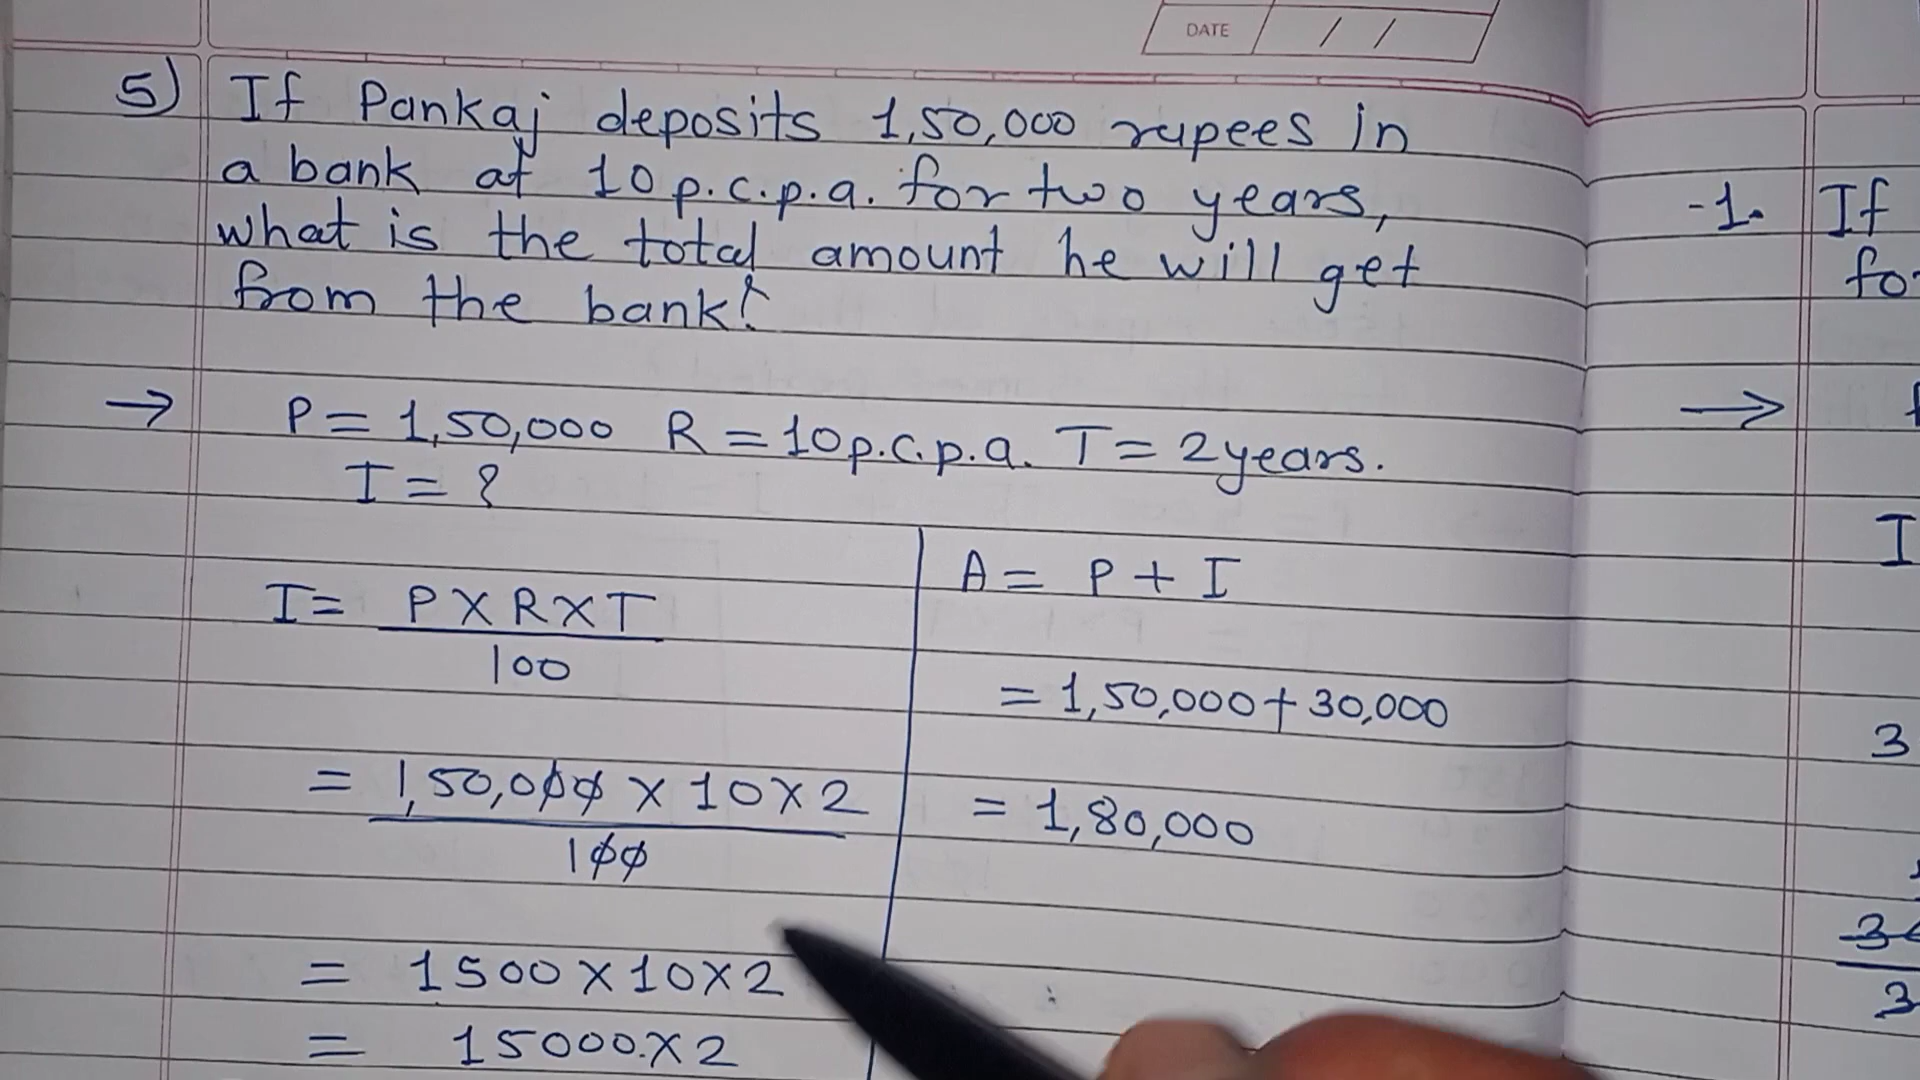 DATE / /
5) If Pankaj deposits 1,50,000 rupees in
a bank at 10 p.c.p.a. for two years,
what is the total amount he will get
from the bank?
→ P = 1,50,000 R = 10 p.c.p.a. T = 2 years.
I = ?
I = P X R X T
100
= 1,50,000 X 10 X 2
100
= 1500 X 10 X 2
= 15000. X 2
A = P + I
= 1,50,000 + 30,000
= 1,80,000
-1. If
→
I
3
3